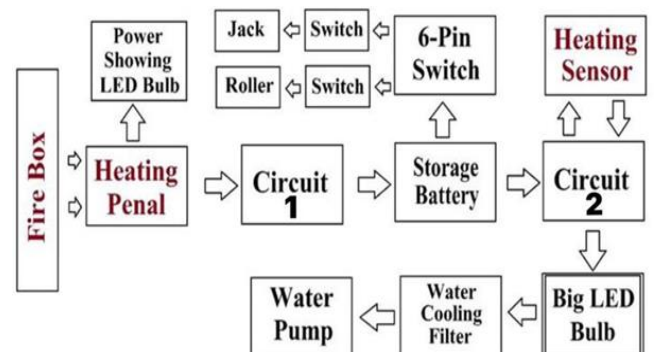 Power
Showing
LED Bulb
Jack
Switch
6-Pin
Switch
Heating
Sensor
Roller
Switch
Fire Box
Heating
Penal
Circuit
1
Storage
Battery
Circuit
2
Water
Pump
Water
Cooling
Filter
Big LED
Bulb